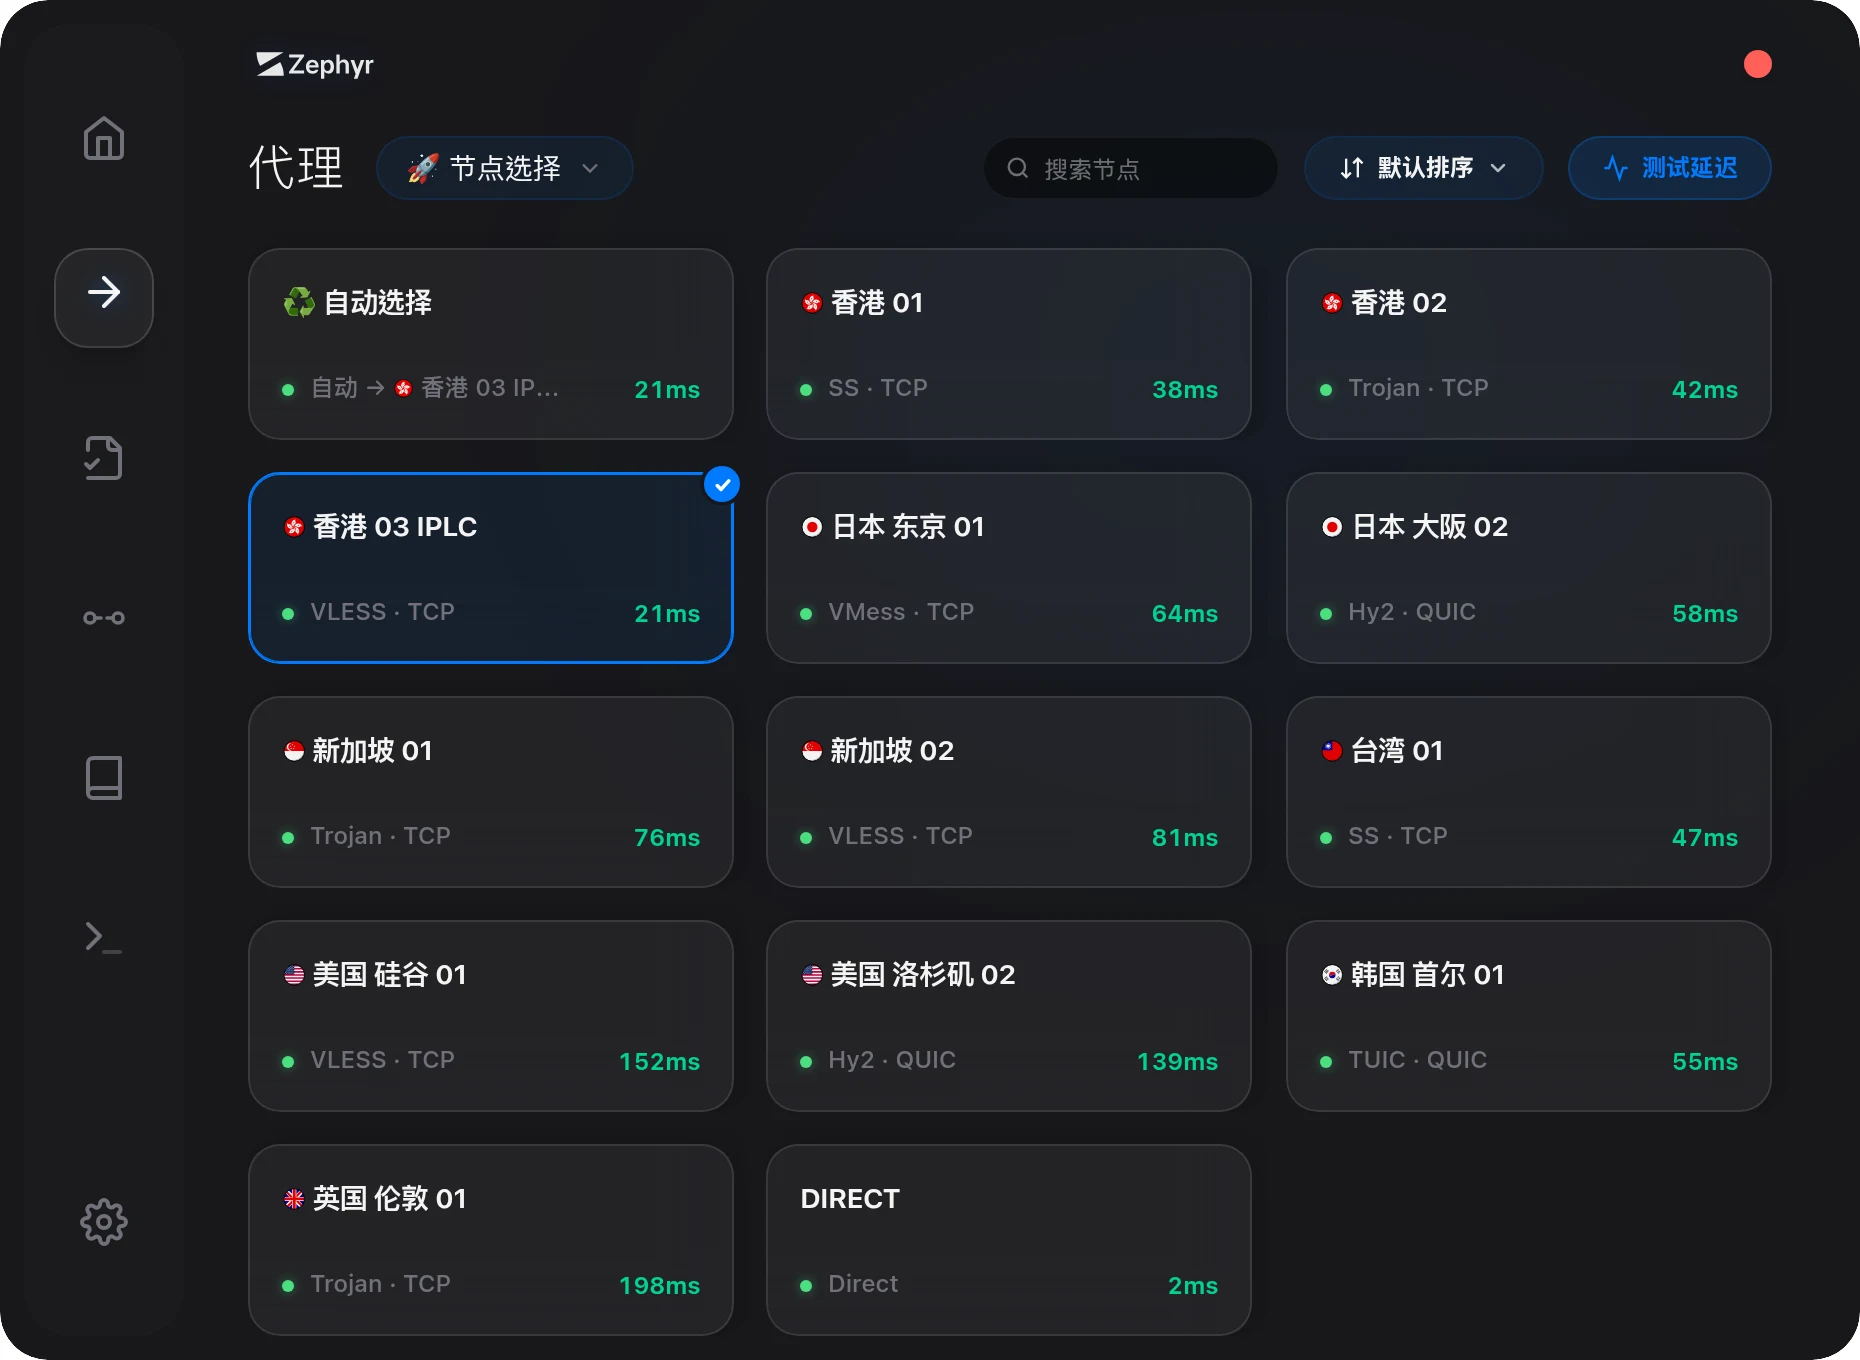 Zephyr
代理
🚀 节点选择
搜索节点
默认排序
测试延迟
♻️ 自动选择
自动 → 🇭🇰 香港 03 IP...
21ms
🇭🇰 香港 01
SS · TCP
38ms
🇭🇰 香港 02
Trojan · TCP
42ms
🇭🇰 香港 03 IPLC
VLESS · TCP
21ms
🇯🇵 日本 东京 01
VMess · TCP
64ms
🇯🇵 日本 大阪 02
Hy2 · QUIC
58ms
🇸🇬 新加坡 01
Trojan · TCP
76ms
🇸🇬 新加坡 02
VLESS · TCP
81ms
🇹🇼 台湾 01
SS · TCP
47ms
🇺🇸 美国 硅谷 01
VLESS · TCP
152ms
🇺🇸 美国 洛杉矶 02
Hy2 · QUIC
139ms
🇰🇷 韩国 首尔 01
TUIC · QUIC
55ms
🇬🇧 英国 伦敦 01
Trojan · TCP
198ms
DIRECT
Direct
2ms